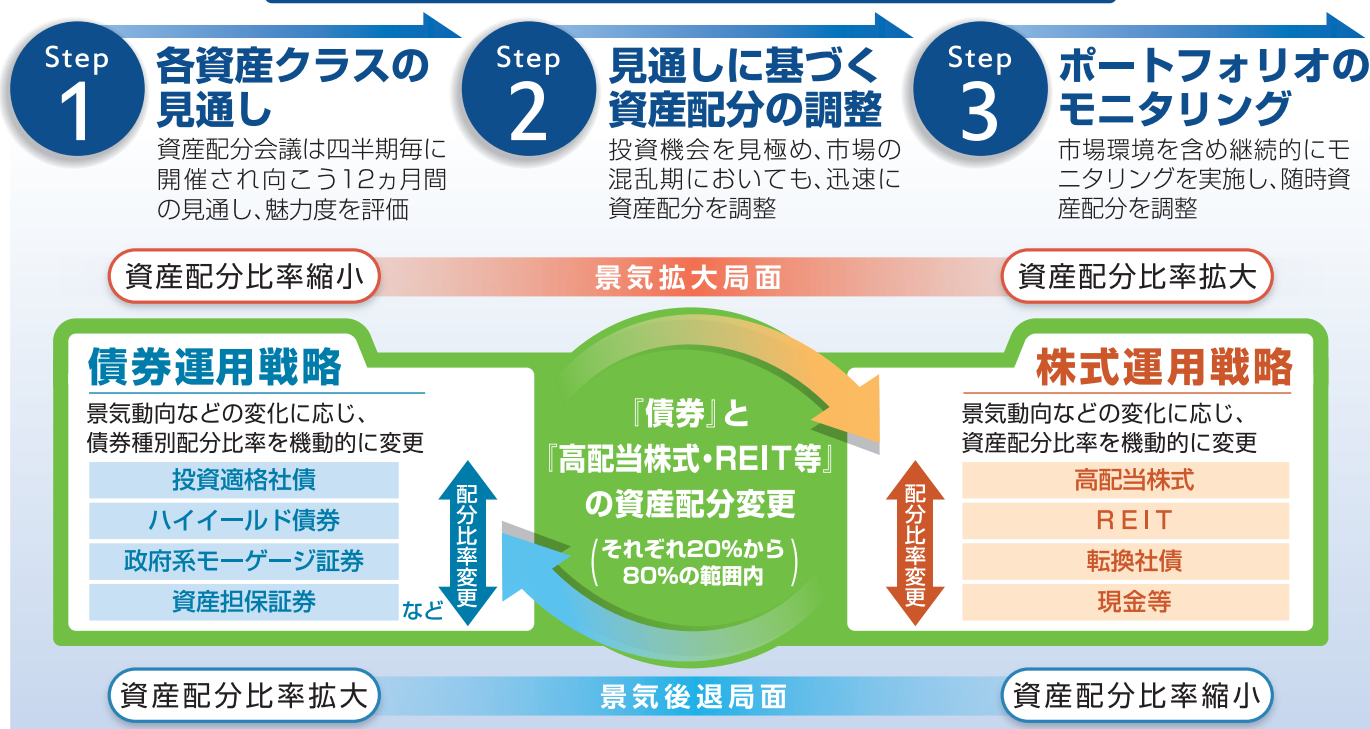 Step
1
各資産クラスの
見通し
資産配分会議は四半期毎に
開催され向こう12ヵ月間
の見通し、魅力度を評価
Step
2
見通しに基づく
資産配分の調整
投資機会を見極め、市場の
混乱期においても、迅速に
資産配分を調整
Step
3
ポートフォリオの
モニタリング
市場環境を含め継続的にモ
ニタリングを実施し、随時資
産配分を調整
資産配分比率縮小
景気拡大局面
資産配分比率拡大
債券運用戦略
景気動向などの変化に応じ、
債券種別配分比率を機動的に変更
投資適格社債
ハイイールド債券
政府系モーゲージ証券
資産担保証券
など
配分比率変更
『債券』と
『高配当株式・REIT等』
の資産配分変更
(それぞれ20%から
80%の範囲内)
株式運用戦略
景気動向などの変化に応じ、
資産配分比率を機動的に変更
配分比率変更
高配当株式
REIT
転換社債
現金等
資産配分比率拡大
景気後退局面
資産配分比率縮小